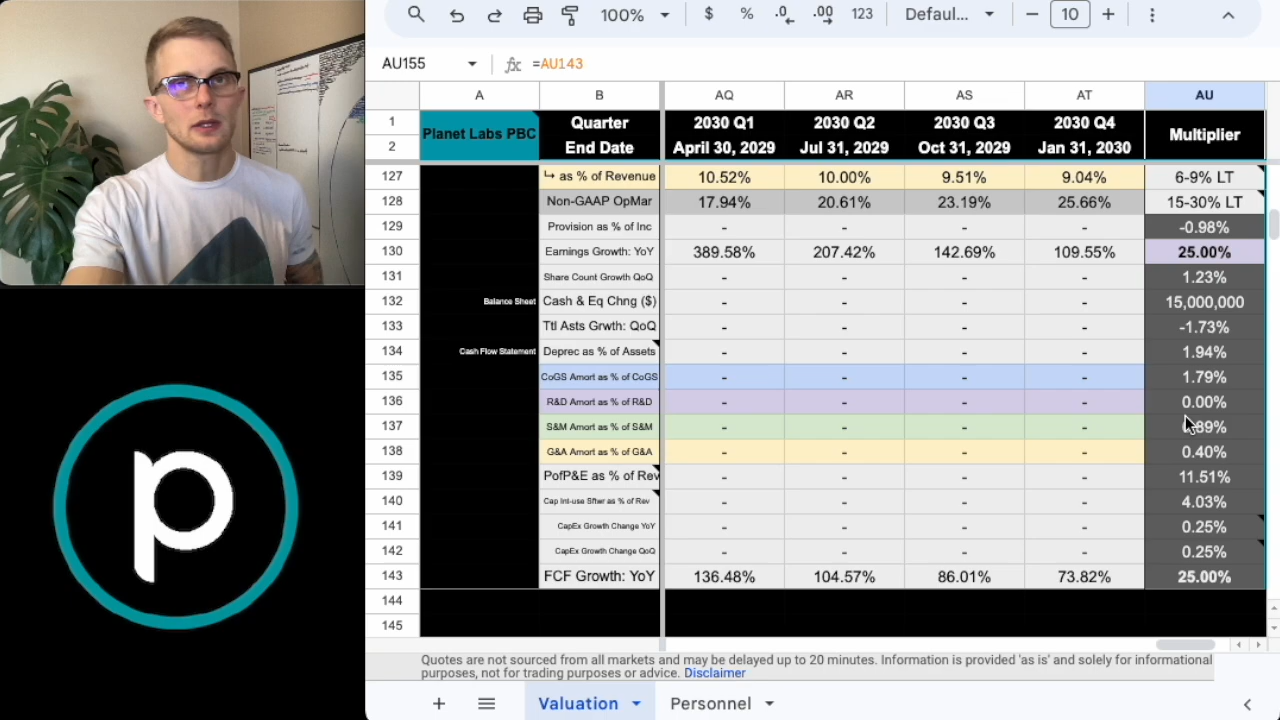 100% $ % .0 .00 123 Defaul... 10
AU155 fx =AU143
A B AQ AR AS AT AU
1 Planet Labs PBC Quarter 2030 Q1 2030 Q2 2030 Q3 2030 Q4 Multiplier
2 End Date April 30, 2029 Jul 31, 2029 Oct 31, 2029 Jan 31, 2030
127 ↳ as % of Revenue 10.52% 10.00% 9.51% 9.04% 6-9% LT
128 Non-GAAP OpMar 17.94% 20.61% 23.19% 25.66% 15-30% LT
129 Provision as % of Inc - - - - -0.98%
130 Earnings Growth: YoY 389.58% 207.42% 142.69% 109.55% 25.00%
131 Share Count Growth QoQ - - - - 1.23%
132 Balance Sheet Cash & Eq Chng ($) - - - - 15,000,000
133 Ttl Asts Grwth: QoQ - - - - -1.73%
134 Cash Flow Statement Deprec as % of Assets - - - - 1.94%
135 CoGS Amort as % of CoGS - - - - 1.79%
136 R&D Amort as % of R&D - - - - 0.00%
137 S&M Amort as % of S&M - - - -
138 G&A Amort as % of G&A - - - - 0.40%
139 PofP&E as % of Rev - - - - 11.51%
140 Cap Int-use Sftwr as % of Rev - - - - 4.03%
141 CapEx Growth Change YoY - - - - 0.25%
142 CapEx Growth Change QoQ - - - - 0.25%
143 FCF Growth: YoY 136.48% 104.57% 86.01% 73.82% 25.00%
144
145
Quotes are not sourced from all markets and may be delayed up to 20 minutes. Information is provided 'as is' and solely for informational
purposes, not for trading purposes or advice. Disclaimer
Valuation Personnel
p